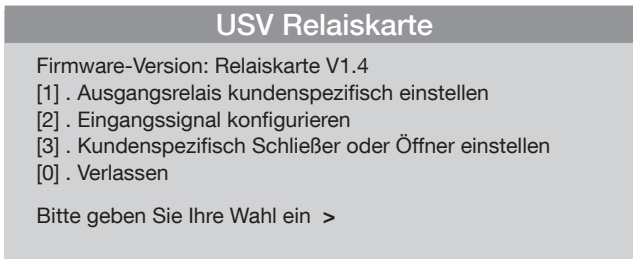 USV Relaiskarte
Firmware-Version: Relaiskarte V1.4
[1] . Ausgangsrelais kundenspezifisch einstellen
[2] . Eingangssignal konfigurieren
[3] . Kundenspezifisch Schließer oder Öffner einstellen
[0] . Verlassen
Bitte geben Sie Ihre Wahl ein >